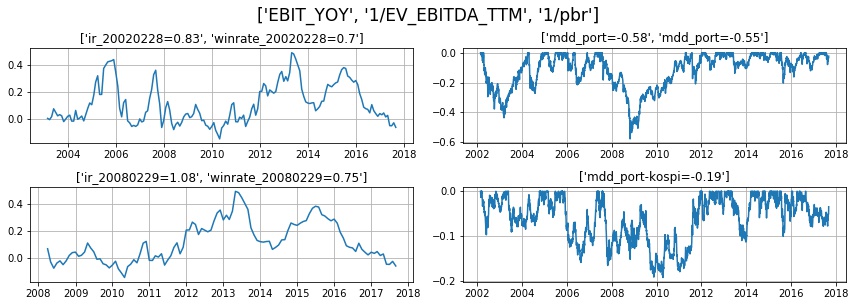 ['EBIT_YOY', '1/EV_EBITDA_TTM', '1/pbr']
['ir_20020228=0.83', 'winrate_20020228=0.7']
0.4
0.2
0.0
2004 2006 2008 2010 2012 2014 2016 2018
['mdd_port=-0.58', 'mdd_port=-0.55']
0.0
−0.2
−0.4
−0.6
2002 2004 2006 2008 2010 2012 2014 2016 2018
['ir_20080229=1.08', 'winrate_20080229=0.75']
0.4
0.2
0.0
2008 2009 2010 2011 2012 2013 2014 2015 2016 2017 2018
['mdd_port-kospi=-0.19']
0.0
−0.1
−0.2
2002 2004 2006 2008 2010 2012 2014 2016 2018